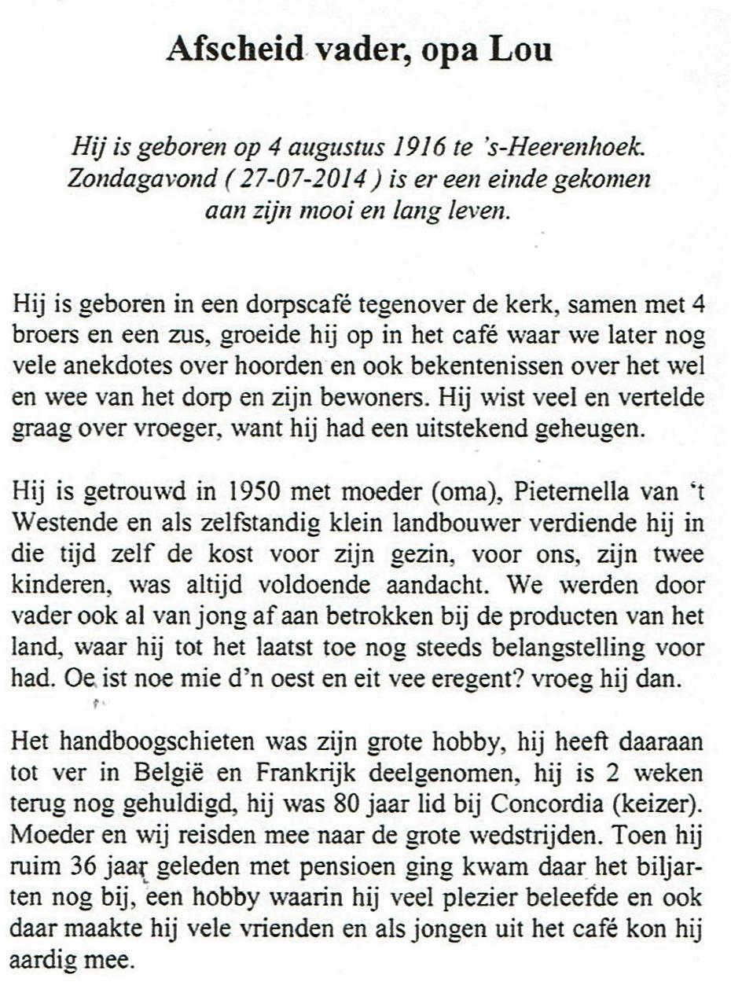 Afscheid vader, opa Lou
Hij is geboren op 4 augustus 1916 te 's-Heerenhoek.
Zondagavond ( 27-07-2014 ) is er een einde gekomen
aan zijn mooi en lang leven.
Hij is geboren in een dorpscafé tegenover de kerk, samen met 4
broers en een zus, groeide hij op in het café waar we later nog
vele anekdotes over hoorden en ook bekentenissen over het wel
en wee van het dorp en zijn bewoners. Hij wist veel en vertelde
graag over vroeger, want hij had een uitstekend geheugen.
Hij is getrouwd in 1950 met moeder (oma), Pieternella van ‘t
Westende en als zelfstandig klein landbouwer verdiende hij in
die tijd zelf de kost voor zijn gezin, voor ons, zijn twee
kinderen, was altijd voldoende aandacht. We werden door
vader ook al van jong af aan betrokken bij de producten van het
land, waar hij tot het laatst toe nog steeds belangstelling voor
had. Oe ist noe mie d’n oest en eit vee eregent? vroeg hij dan.
Het handboogschieten was zijn grote hobby, hij heeft daaraan
tot ver in België en Frankrijk deelgenomen, hij is 2 weken
terug nog gehuldigd, hij was 80 jaar lid bij Concordia (keizer).
Moeder en wij reisden mee naar de grote wedstrijden. Toen hij
ruim 36 jaar geleden met pensioen ging kwam daar het biljar-
ten nog bij, een hobby waarin hij veel plezier beleefde en ook
daar maakte hij vele vrienden en als jongen uit het café kon hij
aardig mee.